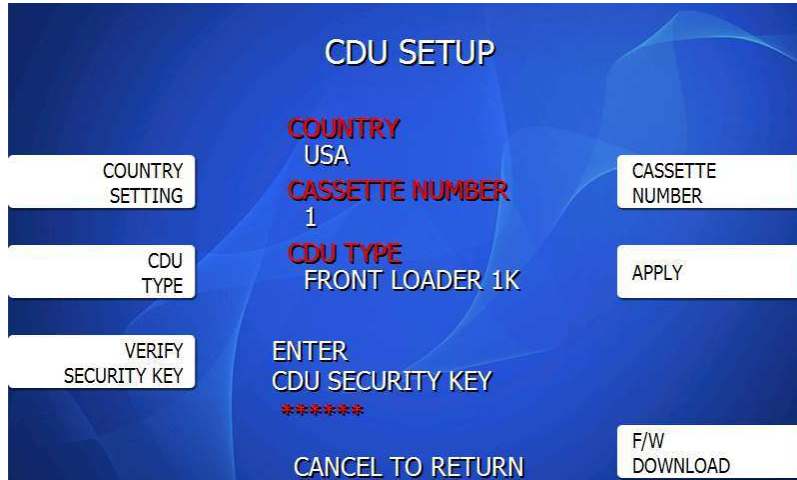 CDU SETUP
COUNTRY
USA
CASSETTE NUMBER
1
CDU TYPE
FRONT LOADER 1K
ENTER
CDU SECURITY KEY
******
CANCEL TO RETURN
COUNTRY
SETTING
CDU
TYPE
VERIFY
SECURITY KEY
CASSETTE
NUMBER
APPLY
F/W
DOWNLOAD